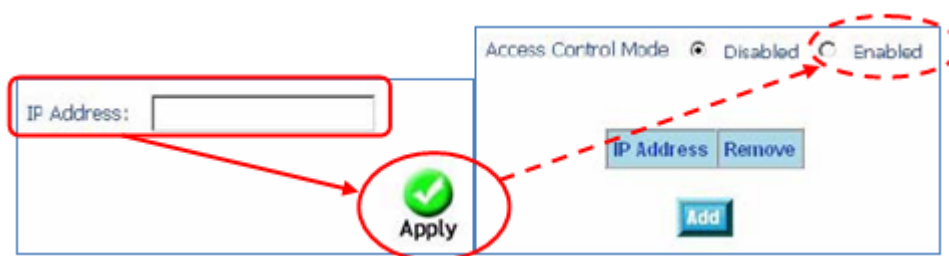 IP Address:
Apply
Access Control Mode Disabled Enabled
IP Address Remove
Add